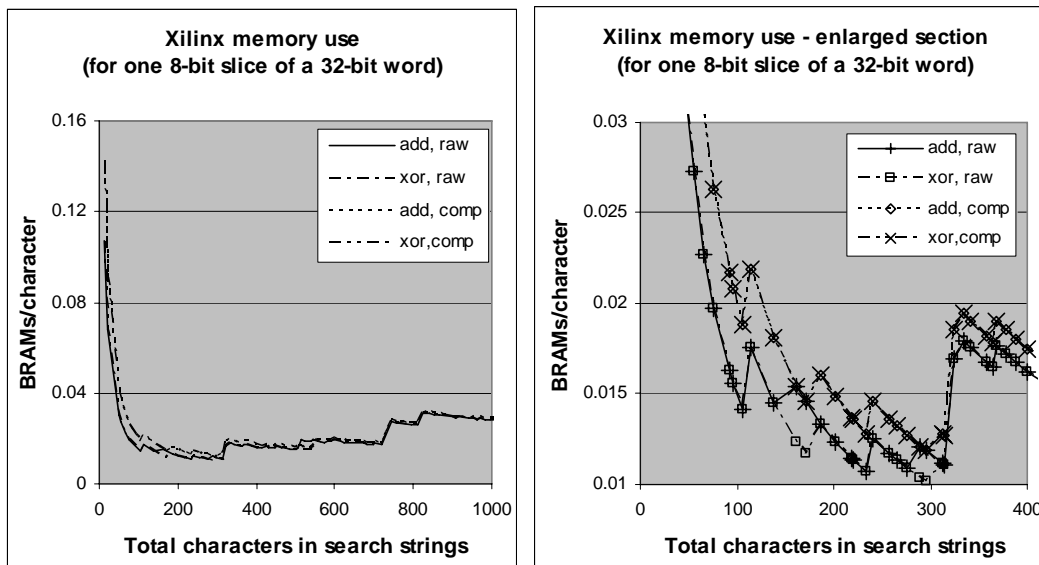 Xilinx memory use
(for one 8-bit slice of a 32-bit word)
0.16
0.12
0.08
0.04
0
BRAMs/character
add, raw
xor, raw
add, comp
xor,comp
0
200
400
600
800
1000
Total characters in search strings
Xilinx memory use - enlarged section
(for one 8-bit slice of a 32-bit word)
0.03
0.025
0.02
0.015
0.01
BRAMs/character
add, raw
xor, raw
add, comp
xor,comp
0
100
200
300
400
Total characters in search strings